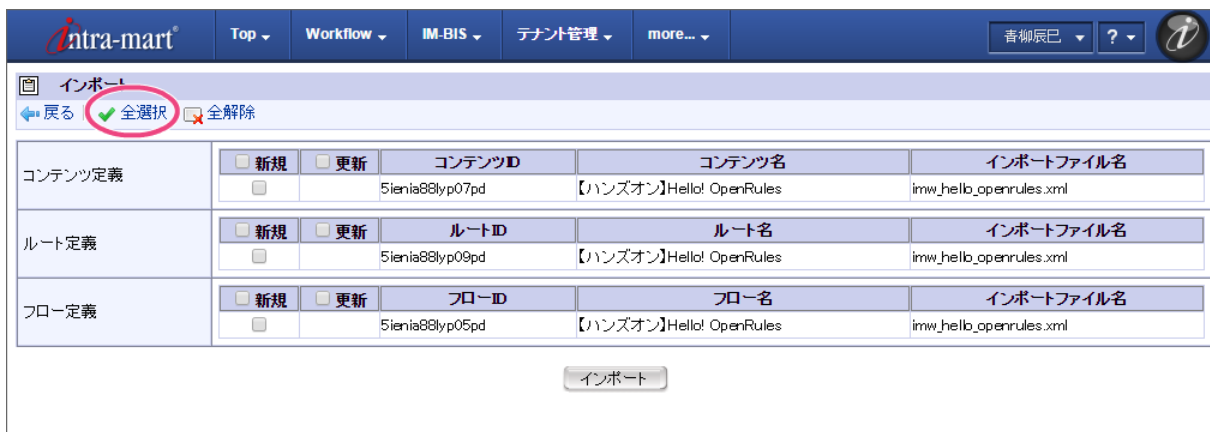 intra-mart® Top Workflow IM-BIS テナント管理 more... 青柳辰巳 ?
インポート
戻る 全選択 全解除
コンテンツ定義 新規 更新 コンテンツID コンテンツ名 インポートファイル名
5ienia88lyp07pd 【ハンズオン】Hello! OpenRules imw_hello_openrules.xml
ルート定義 新規 更新 ルートID ルート名 インポートファイル名
5ienia88lyp09pd 【ハンズオン】Hello! OpenRules imw_hello_openrules.xml
フロー定義 新規 更新 フローID フロー名 インポートファイル名
5ienia88lyp05pd 【ハンズオン】Hello! OpenRules imw_hello_openrules.xml
インポート